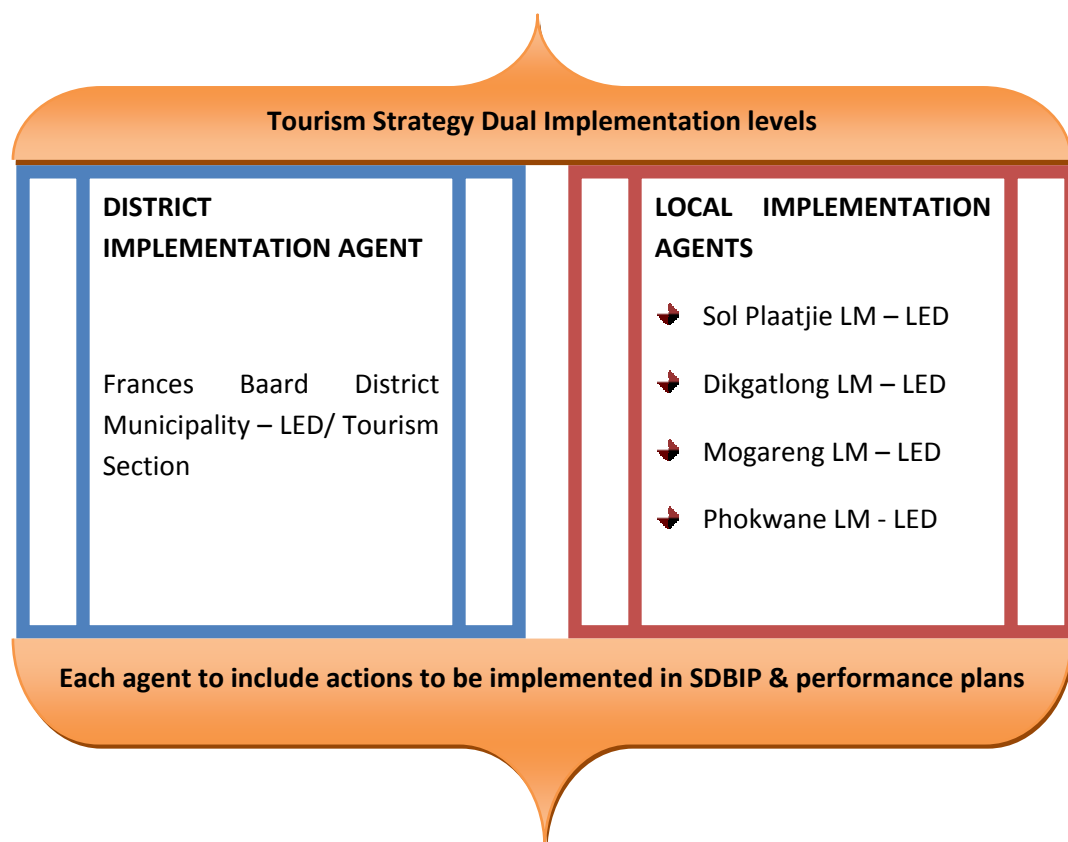 Tourism Strategy Dual Implementation levels
DISTRICT
IMPLEMENTATION AGENT
Frances Baard District
Municipality – LED/ Tourism
Section
LOCAL IMPLEMENTATION
AGENTS
Sol Plaatjie LM – LED
Dikgatlong LM – LED
Mogareng LM – LED
Phokwane LM - LED
Each agent to include actions to be implemented in SDBIP & performance plans